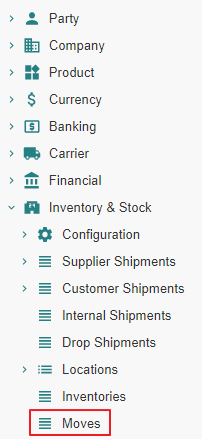 Party
Company
Product
Currency
Banking
Carrier
Financial
Inventory & Stock
Configuration
Supplier Shipments
Customer Shipments
Internal Shipments
Drop Shipments
Locations
Inventories
Moves